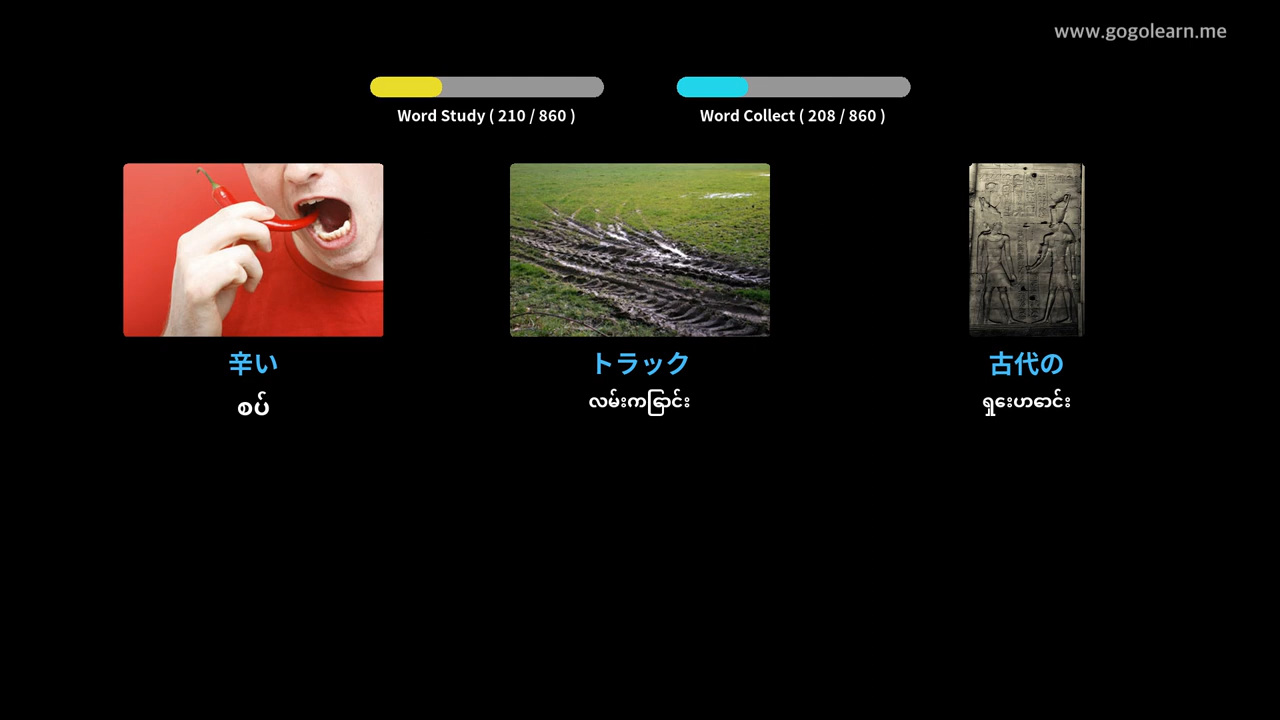 www.gogolearn.me
Word Study ( 210 / 860 )
Word Collect ( 208 / 860 )
辛い
トラック
古代の
စပ်
လမ်းကြောင်း
ရှေးဟောင်း